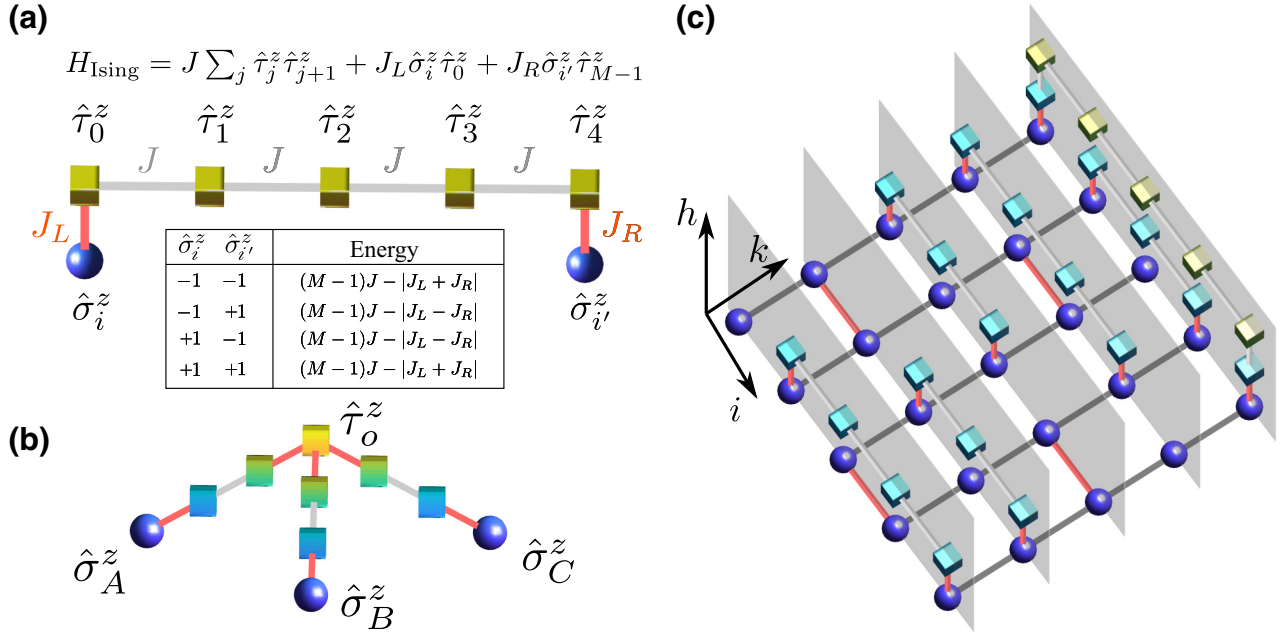 (a)
H_Ising = J ∑_j τ̂^z_j τ̂^z_{j+1} + J_L σ̂^z_i τ̂^z_0 + J_R σ̂^z_{i'} τ̂^z_{M−1}
τ̂^z_0 τ̂^z_1 τ̂^z_2 τ̂^z_3 τ̂^z_4
J J J J
J_L J_R
σ̂^z_i σ̂^z_{i'}
σ̂^z_i σ̂^z_{i'} Energy
−1 −1 (M−1)J−|J_L+J_R|
−1 +1 (M−1)J−|J_L−J_R|
+1 −1 (M−1)J−|J_L−J_R|
+1 +1 (M−1)J−|J_L+J_R|
(b)
τ̂^z_o
σ̂^z_A
σ̂^z_B
σ̂^z_C
(c)
h
k
i